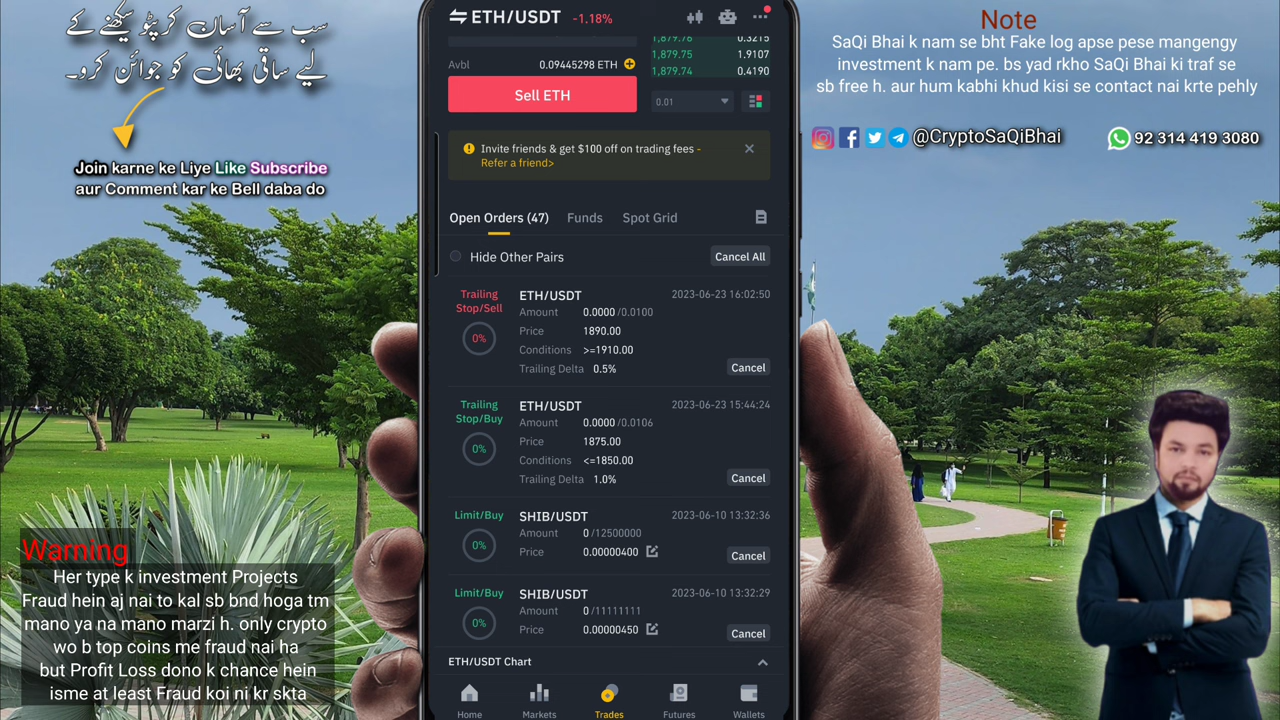 سب سے آسان کرپٹو سیکھنے کے
لیے ساقی بھائی کو جوائن کرو۔
Join karne ke Liye Like Subscribe
aur Comment kar ke Bell daba do
Warning
Her type k investment Projects
Fraud hein aj nai to kal sb bnd hoga tm
mano ya na mano marzi h. only crypto
wo b top coins me fraud nai ha
but Profit Loss dono k chance hein
isme at least Fraud koi ni kr skta
ETH/USDT -1.18%
1,879.76 0.3215
Avbl 0.09445298 ETH
1,879.75 1.9107
1,879.74 0.4190
Sell ETH
0.01
Invite friends & get $100 off on trading fees -
Refer a friend>
Open Orders (47) Funds Spot Grid
Hide Other Pairs Cancel All
Trailing Stop/Sell ETH/USDT 2023-06-23 16:02:50
Amount 0.0000 /0.0100
0% Price 1890.00
Conditions >=1910.00
Trailing Delta 0.5% Cancel
Trailing Stop/Buy ETH/USDT 2023-06-23 15:44:24
Amount 0.0000 /0.0106
0% Price 1875.00
Conditions <=1850.00
Trailing Delta 1.0% Cancel
Limit/Buy SHIB/USDT 2023-06-10 13:32:36
Amount 0 /12500000
0% Price 0.00000400 Cancel
Limit/Buy SHIB/USDT 2023-06-10 13:32:29
Amount 0 /11111111
0% Price 0.00000450 Cancel
ETH/USDT Chart
Home Markets Trades Futures Wallets
Note
SaQi Bhai k nam se bht Fake log apse pese mangengy
investment k nam pe. bs yad rkho SaQi Bhai ki traf se
sb free h. aur hum kabhi khud kisi se contact nai krte pehly
@CryptoSaQiBhai 92 314 419 3080